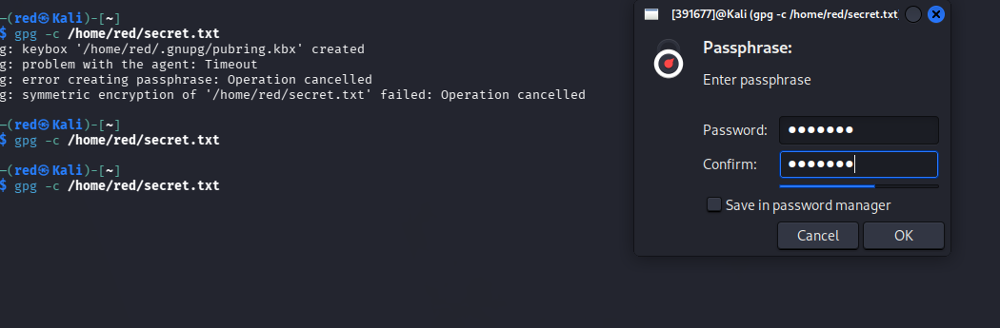 -(red㉿Kali)-[~]
$ gpg -c /home/red/secret.txt
g: keybox '/home/red/.gnupg/pubring.kbx' created
g: problem with the agent: Timeout
g: error creating passphrase: Operation cancelled
g: symmetric encryption of '/home/red/secret.txt' failed: Operation cancelled
-(red㉿Kali)-[~]
$ gpg -c /home/red/secret.txt
-(red㉿Kali)-[~]
$ gpg -c /home/red/secret.txt
[391677]@Kali (gpg -c /home/red/secret.txt
Passphrase:
Enter passphrase
Password: ●●●●●●●
Confirm: ●●●●●●●
Save in password manager
Cancel OK